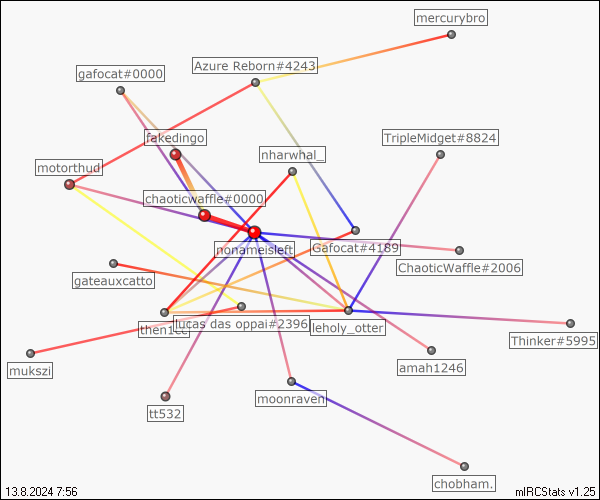 mercurybro
Azure Reborn#4243
gafocat#0000
fakedingo
TripleMidget#8824
nharwhal_
motorthud
chaoticwaffle#0000
nonameisleft
Gafocat#4189
ChaoticWaffle#2006
gateauxcatto
lucas das oppai#2396
leholy_otter
Thinker#5995
mukszi
amah1246
tt532
moonraven
chobham.
13.8.2024 7:56
mIRCStats v1.25